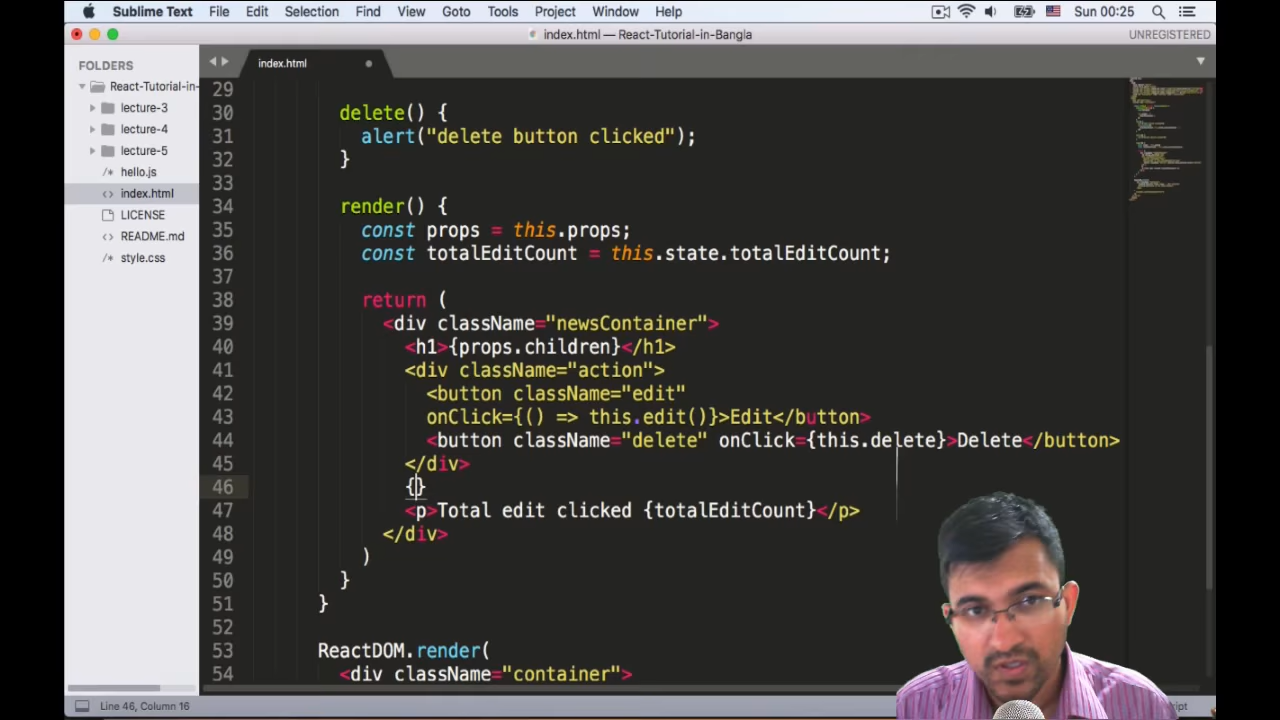 Sublime Text File Edit Selection Find View Goto Tools Project Window Help Sun 00:25
index.html — React-Tutorial-in-Bangla UNREGISTERED
FOLDERS
React-Tutorial-in-
lecture-3
lecture-4
lecture-5
hello.js
index.html
LICENSE
README.md
style.css
index.html
29
30 delete() {
31 alert("delete button clicked");
32 }
33
34 render() {
35 const props = this.props;
36 const totalEditCount = this.state.totalEditCount;
37
38 return (
39 <div className="newsContainer">
40 <h1>{props.children}</h1>
41 <div className="action">
42 <button className="edit"
43 onClick={() => this.edit()}>Edit</button>
44 <button className="delete" onClick={this.delete}>Delete</button>
45 </div>
46 {}
47 <p>Total edit clicked {totalEditCount}</p>
48 </div>
49 )
50 }
51 }
52
53 ReactDOM.render(
54 <div className="container">
Line 46, Column 16